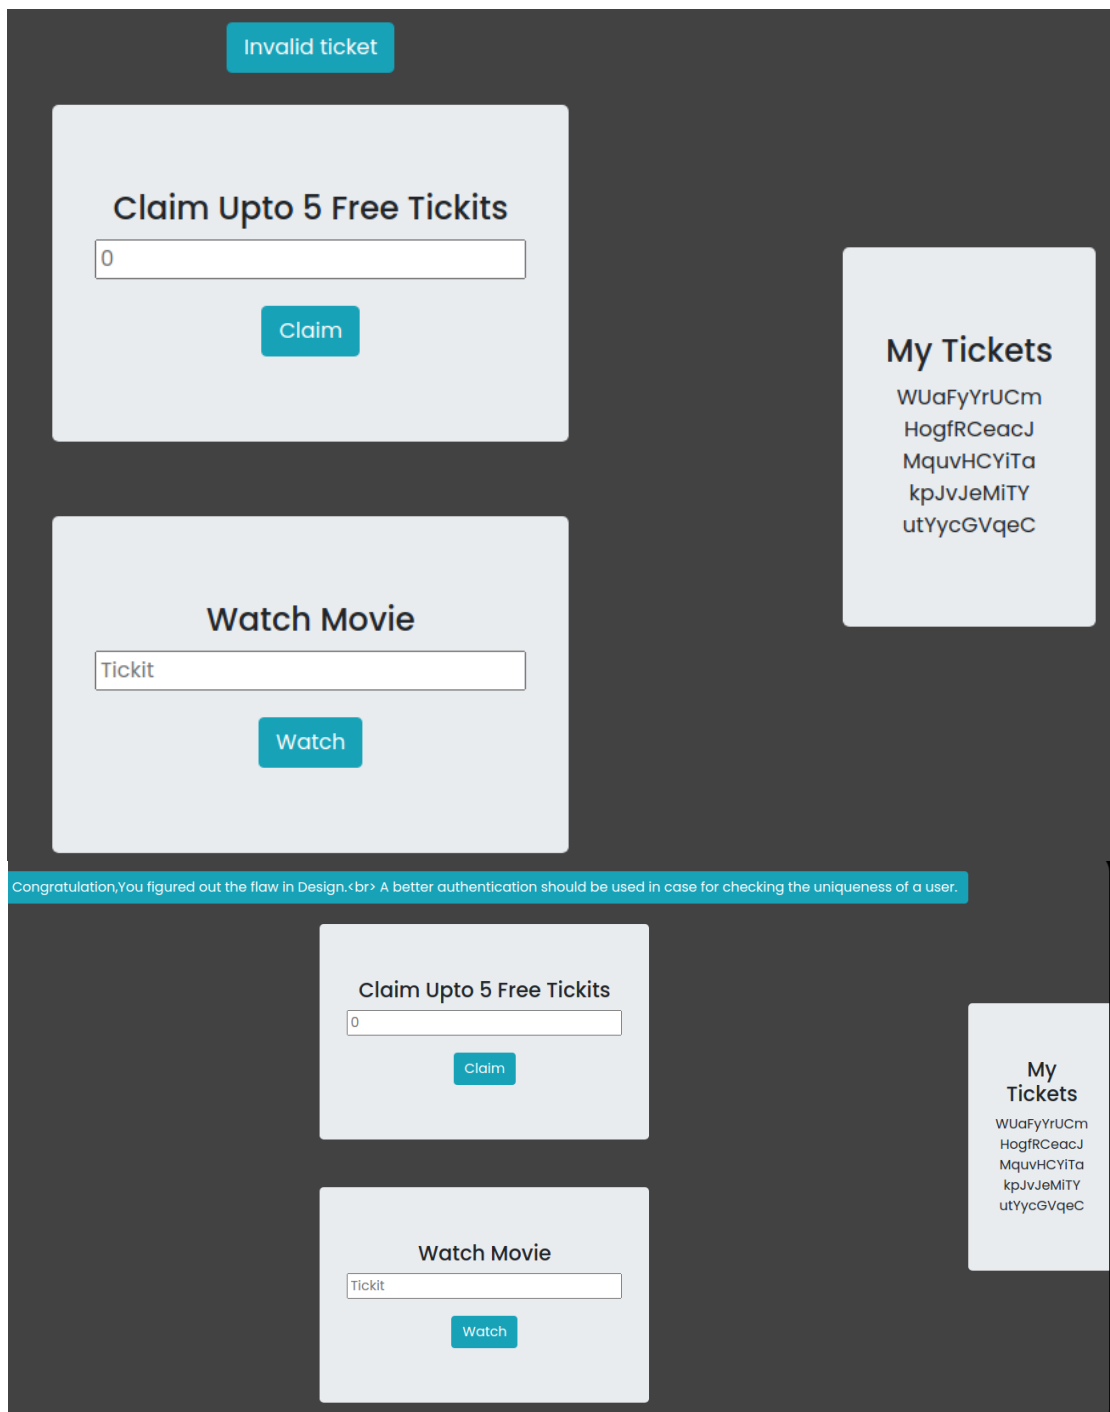 Invalid ticket
Claim Upto 5 Free Tickits
0
Claim
My Tickets
WUaFyYrUCm
HogfRCeacJ
MquvHCYiTa
kpJvJeMiTY
utYycGVqeC
Watch Movie
Tickit
Watch
Congratulation,You figured out the flaw in Design.<br> A better authentication should be used in case for checking the uniqueness of a user.
Claim Upto 5 Free Tickits
0
Claim
My
Tickets
WUaFyYrUCm
HogfRCeacJ
MquvHCYiTa
kpJvJeMiTY
utYycGVqeC
Watch Movie
Tickit
Watch